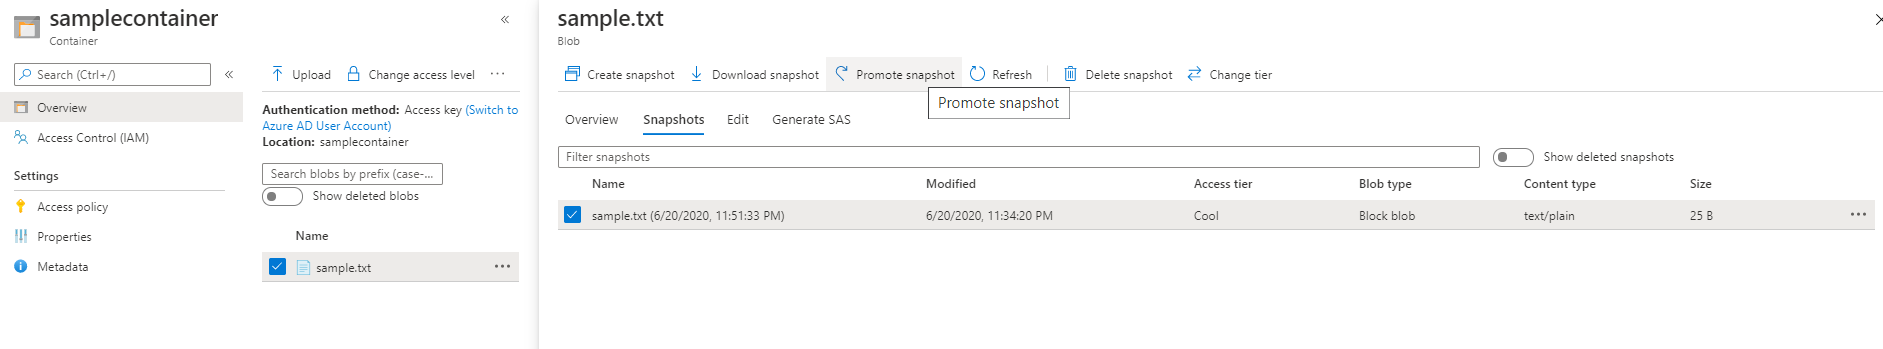 samplecontainer
Container
«
Search (Ctrl+/)
«
Overview
Access Control (IAM)
Settings
Access policy
Properties
Metadata
Upload
Change access level
···
Authentication method: Access key (Switch to
Azure AD User Account)
Location: samplecontainer
Search blobs by prefix (case-...
Show deleted blobs
Name
sample.txt
···
sample.txt
Blob
Create snapshot
Download snapshot
Promote snapshot
Refresh
Delete snapshot
Change tier
Promote snapshot
Overview
Snapshots
Edit
Generate SAS
Filter snapshots
Show deleted snapshots
Name Modified Access tier Blob type Content type Size
sample.txt (6/20/2020, 11:51:33 PM) 6/20/2020, 11:34:20 PM Cool Block blob text/plain 25 B ···